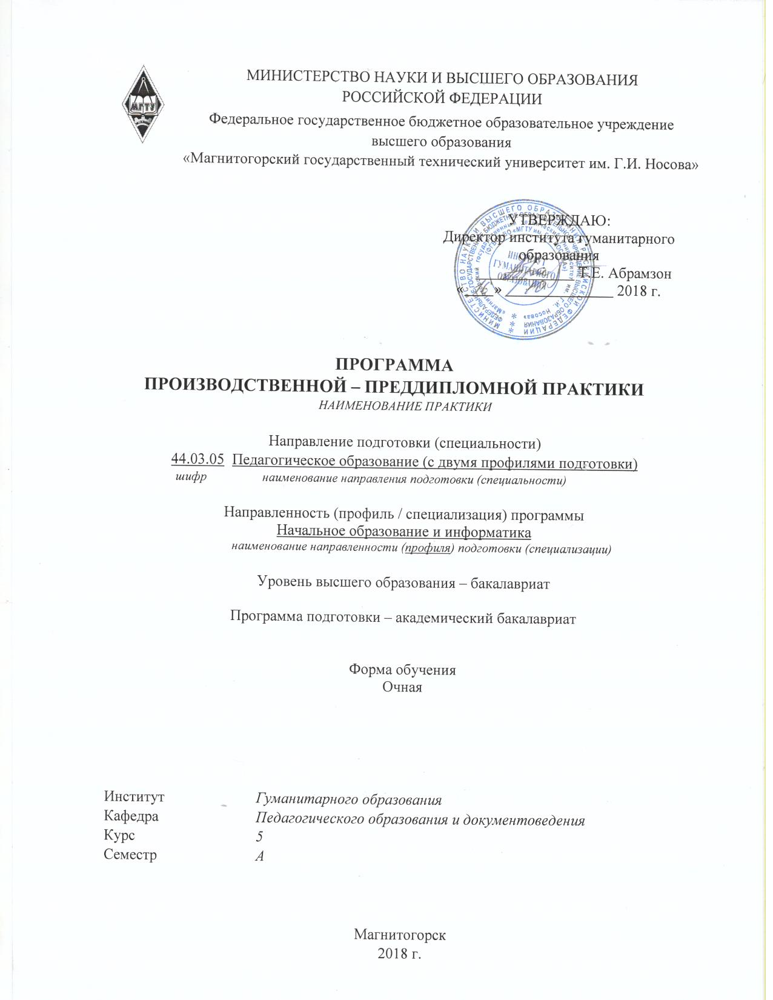 МГТУ
МИНИСТЕРСТВО НАУКИ И ВЫСШЕГО ОБРАЗОВАНИЯ
РОССИЙСКОЙ ФЕДЕРАЦИИ
Федеральное государственное бюджетное образовательное учреждение
высшего образования
«Магнитогорский государственный технический университет им. Г.И. Носова»
УТВЕРЖДАЮ:
Директор института гуманитарного
образования
Т.Е. Абрамзон
« » 2018 г.
ИНСТИТУТ
ГУМАНИТАРНОГО
ОБРАЗОВАНИЯ
ПРОГРАММА
ПРОИЗВОДСТВЕННОЙ – ПРЕДДИПЛОМНОЙ ПРАКТИКИ
НАИМЕНОВАНИЕ ПРАКТИКИ
Направление подготовки (специальности)
44.03.05 Педагогическое образование (с двумя профилями подготовки)
шифр наименование направления подготовки (специальности)
Направленность (профиль / специализация) программы
Начальное образование и информатика
наименование направленности (профиля) подготовки (специализации)
Уровень высшего образования – бакалавриат
Программа подготовки – академический бакалавриат
Форма обучения
Очная
Институт Гуманитарного образования
Кафедра Педагогического образования и документоведения
Курс 5
Семестр А
Магнитогорск
2018 г.